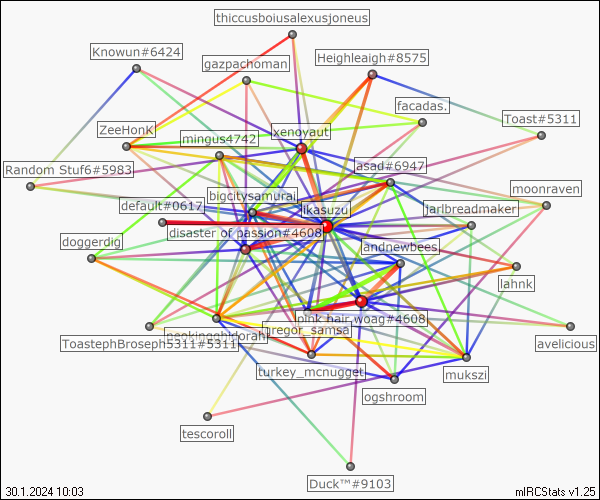 thiccusboiusalexusjoneus
Knowun#6424
Heighleaigh#8575
gazpachoman
facadas.
Toast#5311
ZeeHonK
xenoyaut
mingus4742
Random Stuf6#5983
asad#6947
moonraven
bigcitysamurai
default#0617
ikasuzu
jarlbreadmaker
disaster of passion#4608
doggerdig
andnewbees
lahnk
pink hair woag#4608
gregor_samsa
ToastephBroseph5311#5311
avelicious
turkey_mcnugget
mukszi
ogshroom
tescoroll
Duck™#9103
30.1.2024 10:03
mIRCStats v1.25